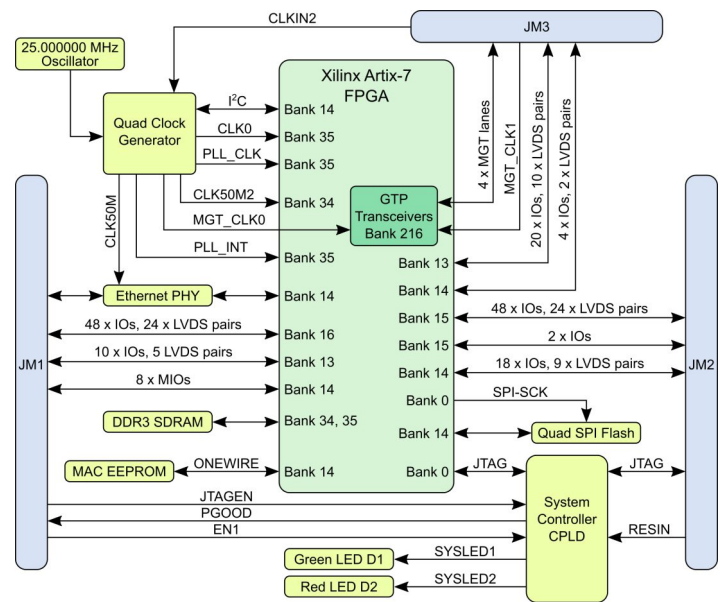 CLKIN2
JM3
25.000000 MHz
Oscillator
Xilinx Artix-7
FPGA
Quad Clock
Generator
I²C
Bank 14
CLK0
Bank 35
PLL_CLK
Bank 35
CLK50M2
Bank 34
MGT_CLK0
PLL_INT
Bank 35
CLK50M
GTP
Transceivers
Bank 216
4 x MGT lanes
MGT_CLK1
20 x IOs, 10 x LVDS pairs
4 x IOs, 2 x LVDS pairs
Bank 13
Bank 14
Ethernet PHY
Bank 14
Bank 15
48 x IOs, 24 x LVDS pairs
48 x IOs, 24 x LVDS pairs
Bank 16
Bank 15
2 x IOs
JM1
10 x IOs, 5 LVDS pairs
Bank 13
Bank 14
18 x IOs, 9 x LVDS pairs
JM2
8 x MIOs
Bank 14
Bank 0
SPI-SCK
DDR3 SDRAM
Bank 34, 35
Bank 14
Quad SPI Flash
MAC EEPROM
ONEWIRE
Bank 14
Bank 0
JTAG
JTAG
JTAGEN
PGOOD
EN1
System
Controller
CPLD
RESIN
Green LED D1
SYSLED1
Red LED D2
SYSLED2